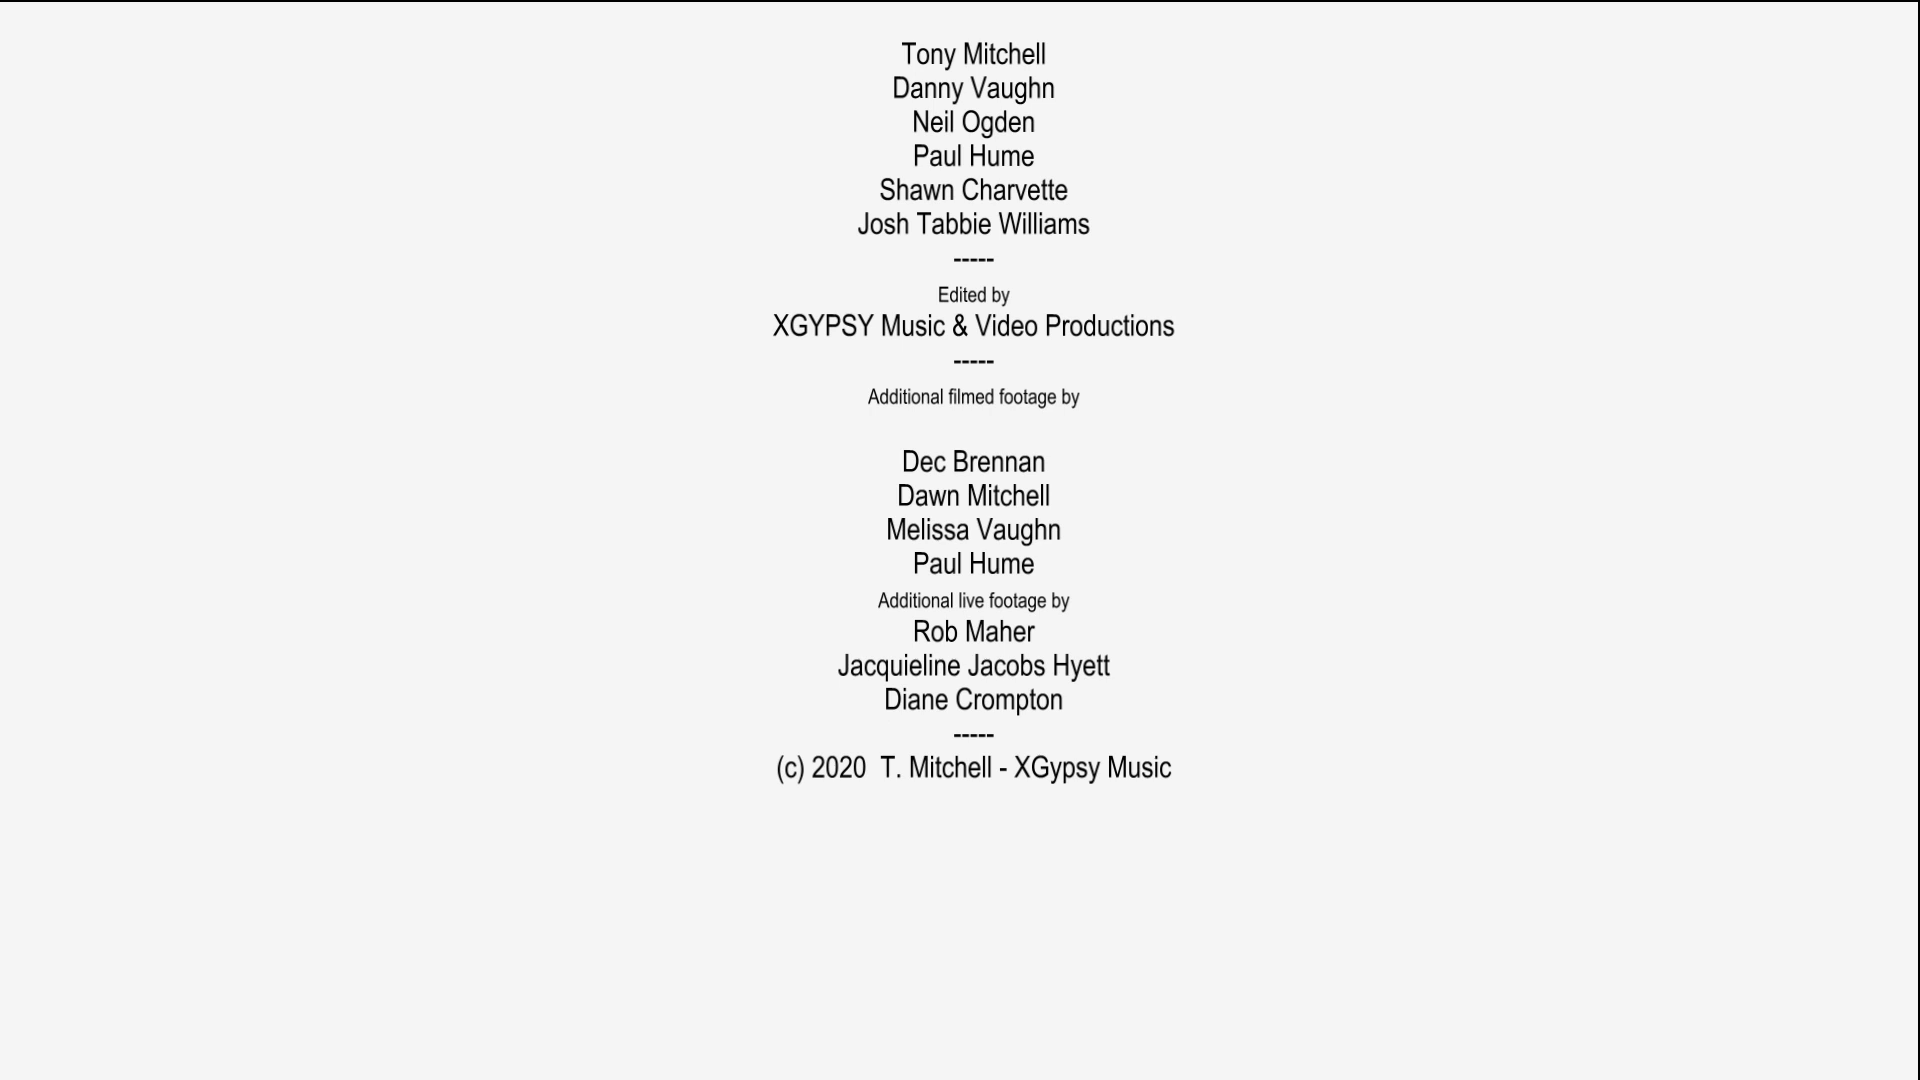 Tony Mitchell
Danny Vaughn
Neil Ogden
Paul Hume
Shawn Charvette
Josh Tabbie Williams
-----
Edited by
XGYPSY Music & Video Productions
-----
Additional filmed footage by
Dec Brennan
Dawn Mitchell
Melissa Vaughn
Paul Hume
Additional live footage by
Rob Maher
Jacquieline Jacobs Hyett
Diane Crompton
-----
(c) 2020  T. Mitchell - XGypsy Music